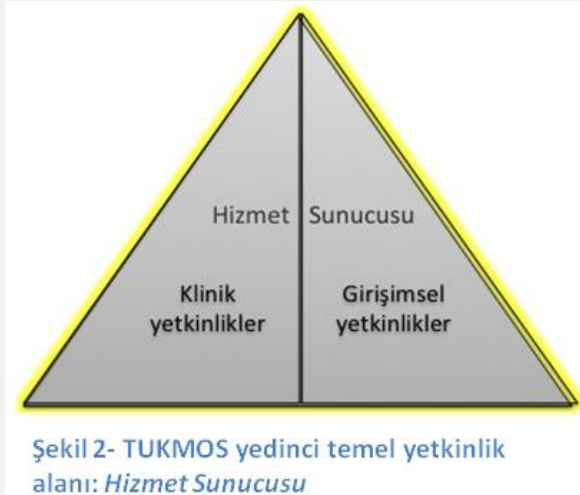 Hizmet Sunucusu
Klinik
yetkinlikler
Girişimsel
yetkinlikler
Şekil 2- TUKMOS yedinci temel yetkinlik
alanı: Hizmet Sunucusu